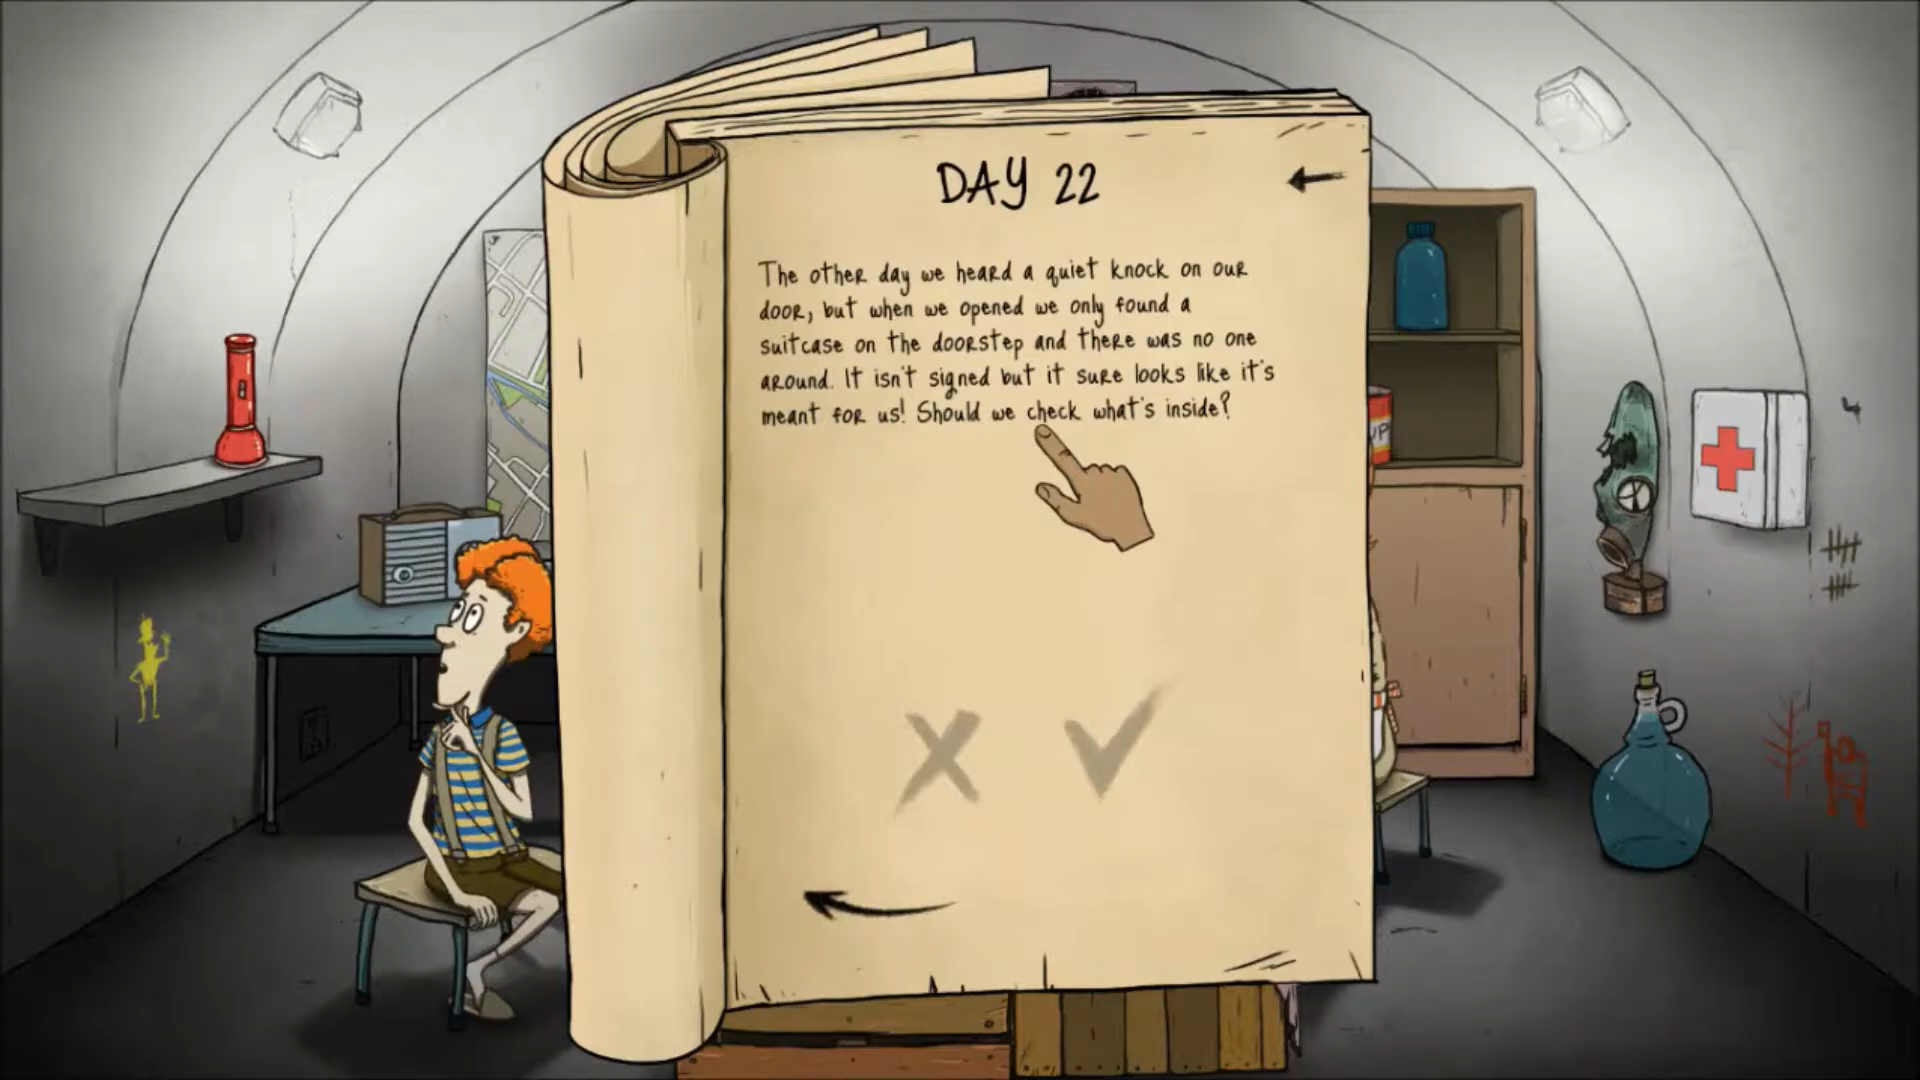 DAY 22
The other day we heard a quiet knock on our
door, but when we opened we only found a
suitcase on the doorstep and there was no one
around. It isn't signed but it sure looks like it's
meant for us! Should we check what's inside?